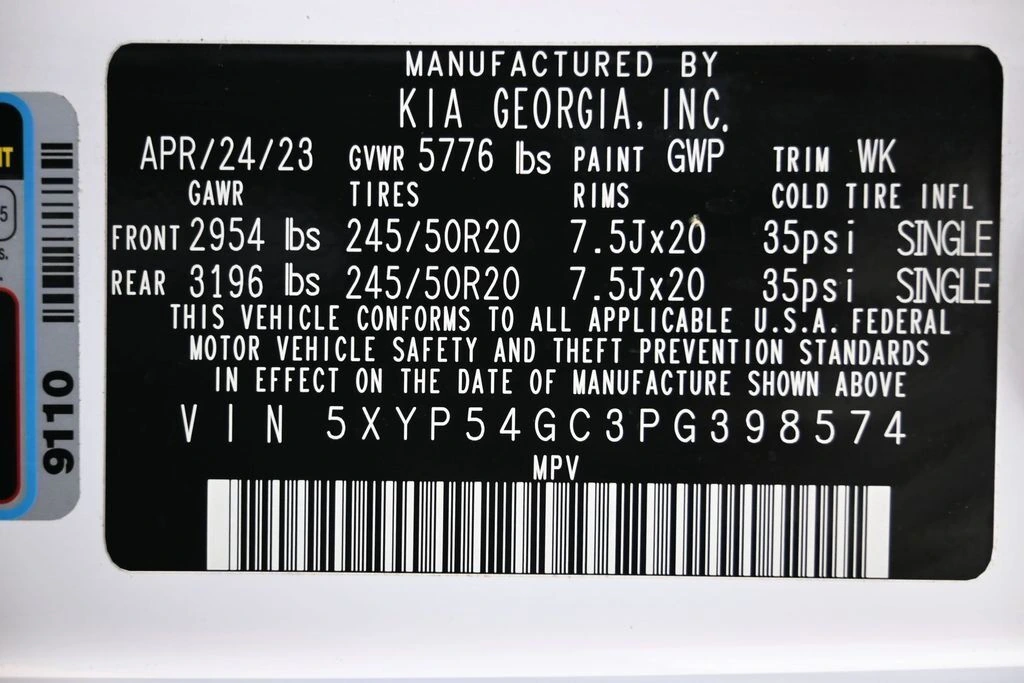 MANUFACTURED BY
KIA GEORGIA, INC.
APR/24/23 GVWR 5776 lbs PAINT GWP TRIM WK
GAWR TIRES RIMS COLD TIRE INFL
FRONT 2954 lbs 245/50R20 7.5Jx20 35psi SINGLE
REAR 3196 lbs 245/50R20 7.5Jx20 35psi SINGLE
THIS VEHICLE CONFORMS TO ALL APPLICABLE U.S.A. FEDERAL
MOTOR VEHICLE SAFETY AND THEFT PREVENTION STANDARDS
IN EFFECT ON THE DATE OF MANUFACTURE SHOWN ABOVE
VIN 5XYP54GC3PG398574
MPV
9110